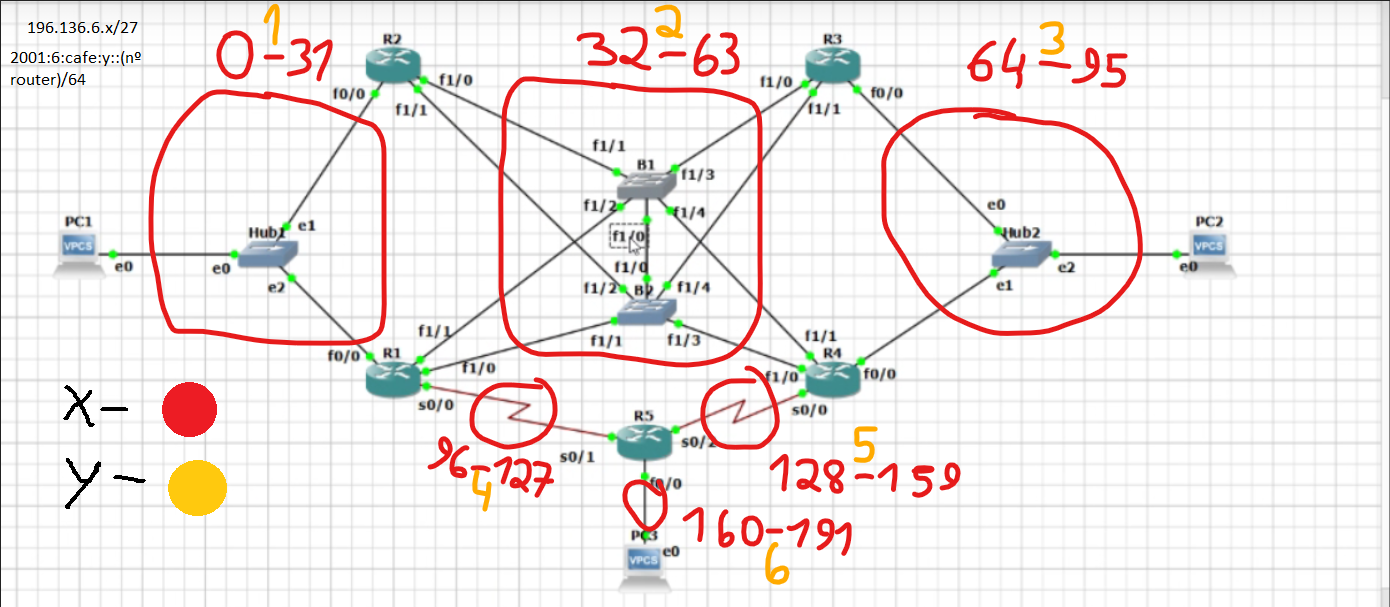 196.136.6.x/27
2001:6:cafe:y::(nº
router)/64
1
0-31
2
32-63
3
64-95
R2
f0/0
f1/0
f1/1
R3
f1/0
f1/1
f0/0
f1/1
B1
f1/3
f1/2
f1/4
f1/0
f1/0
B2
f1/2
f1/4
f1/1
f1/3
PC1
VPCS
e0
Hub1
e0
e1
e2
e0
Hub2
e2
e1
PC2
VPCS
e0
f0/0
R1
f1/1
f1/0
s0/0
f1/1
R4
f1/0
f0/0
s0/0
R5
s0/1
s0/2
f0/0
X-
Y-
96-127
4
5
128-159
160-191
6
PC3
VPCS
e0